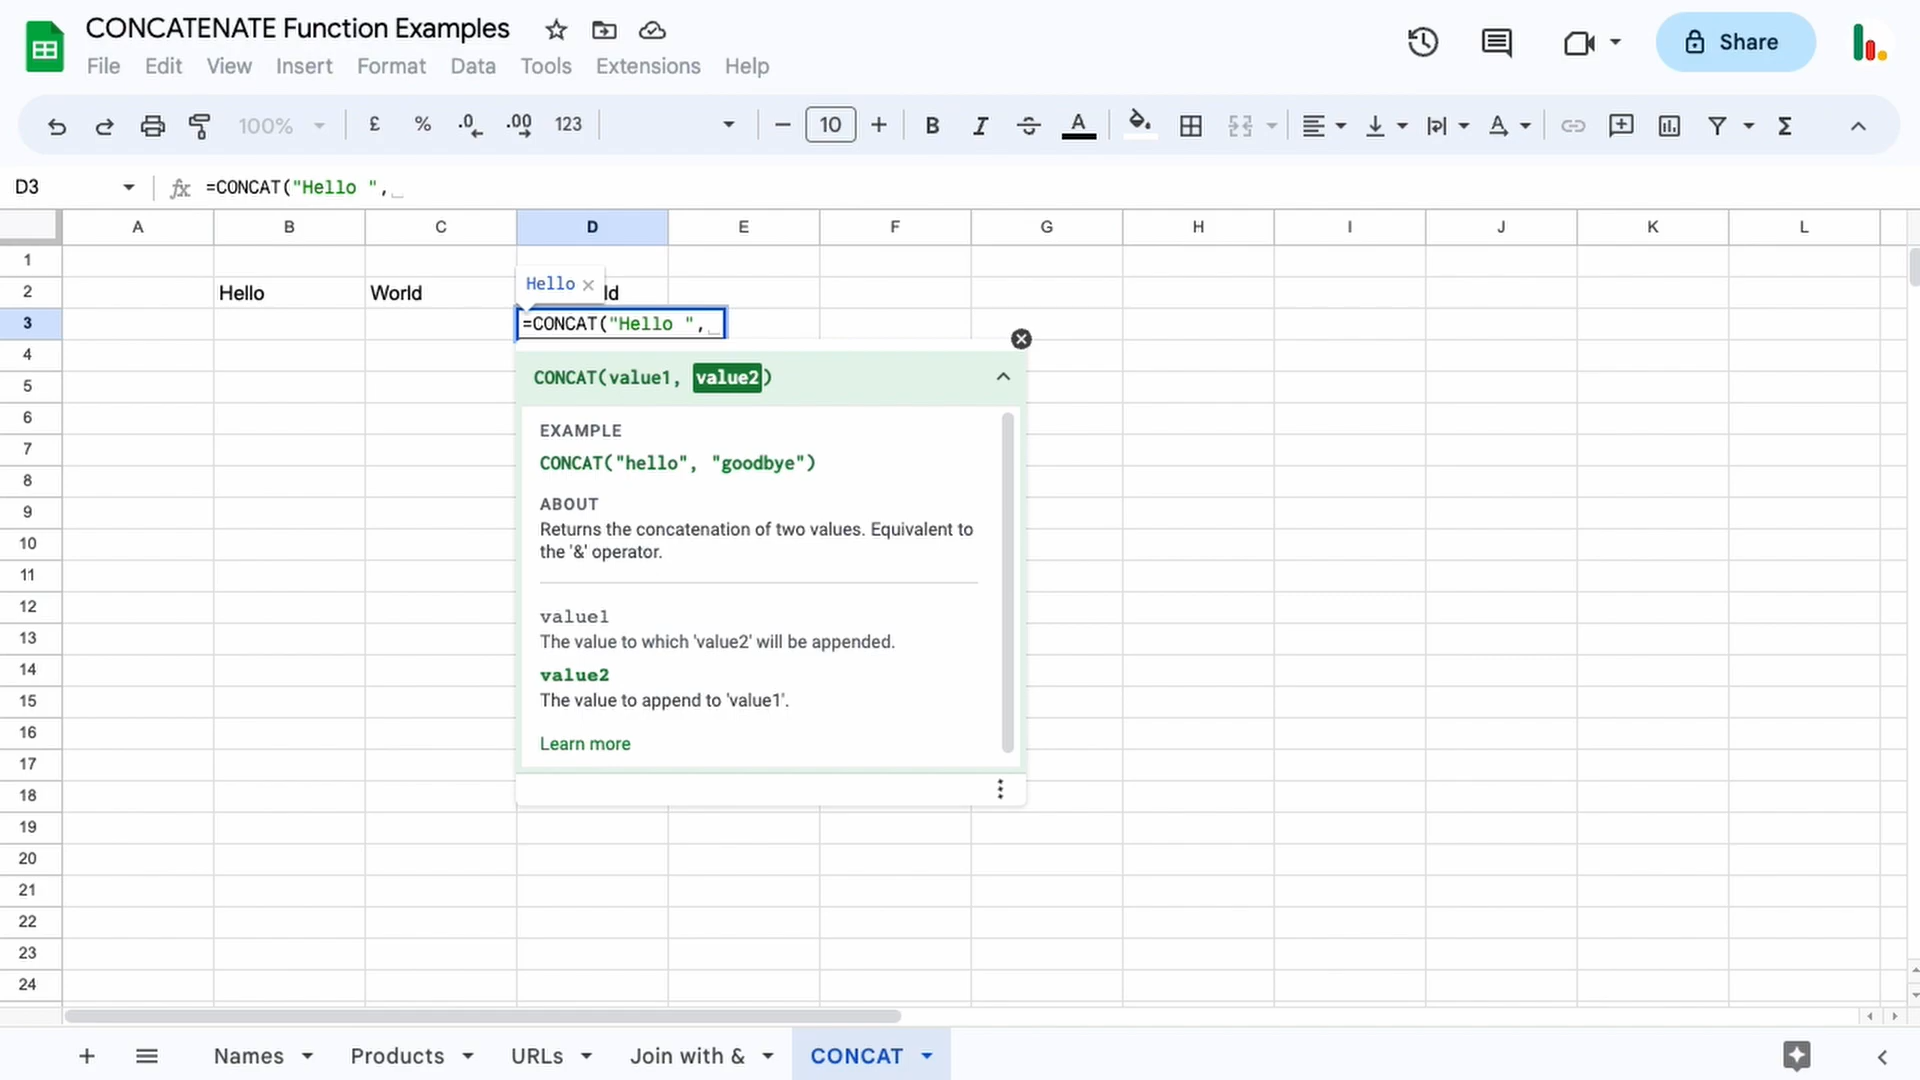 CONCATENATE Function Examples
File Edit View Insert Format Data Tools Extensions Help
Share
100% £ % .0 .00 123 10 B I A A Σ
D3 fx =CONCAT("Hello ",
A B C D E F G H I J K L
1
Hello ×
2 Hello World ld
3 =CONCAT("Hello ",
4
CONCAT(value1, value2)
5
6
EXAMPLE
7
CONCAT("hello", "goodbye")
8
ABOUT
9
Returns the concatenation of two values. Equivalent to
10
the '&' operator.
11
12
value1
13
The value to which 'value2' will be appended.
14
value2
15
The value to append to 'value1'.
16
Learn more
17
18
19
20
21
22
23
24
Names Products URLs Join with & CONCAT